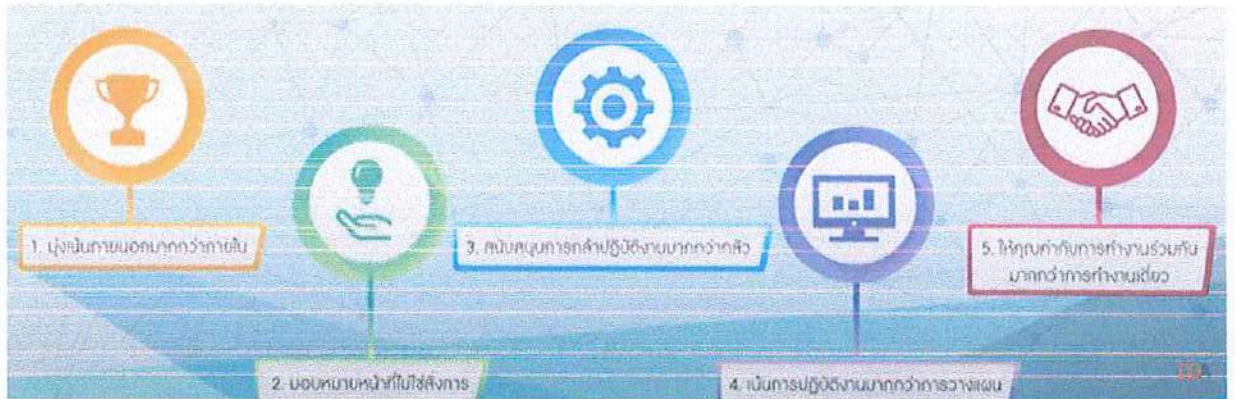 1. มุ่งเน้นภายนอกมากกว่าภายใน
2. มอบหมายหน้าที่ไม่ใช่สั่งการ
3. สนับสนุนการกล้าปฏิบัติงานมากกว่ากลัว
4. เน้นการปฏิบัติงานมากกว่าการวางแผน
5. ให้คุณค่ากับการทำงานร่วมกัน
มากกว่าการทำงานเดี่ยว